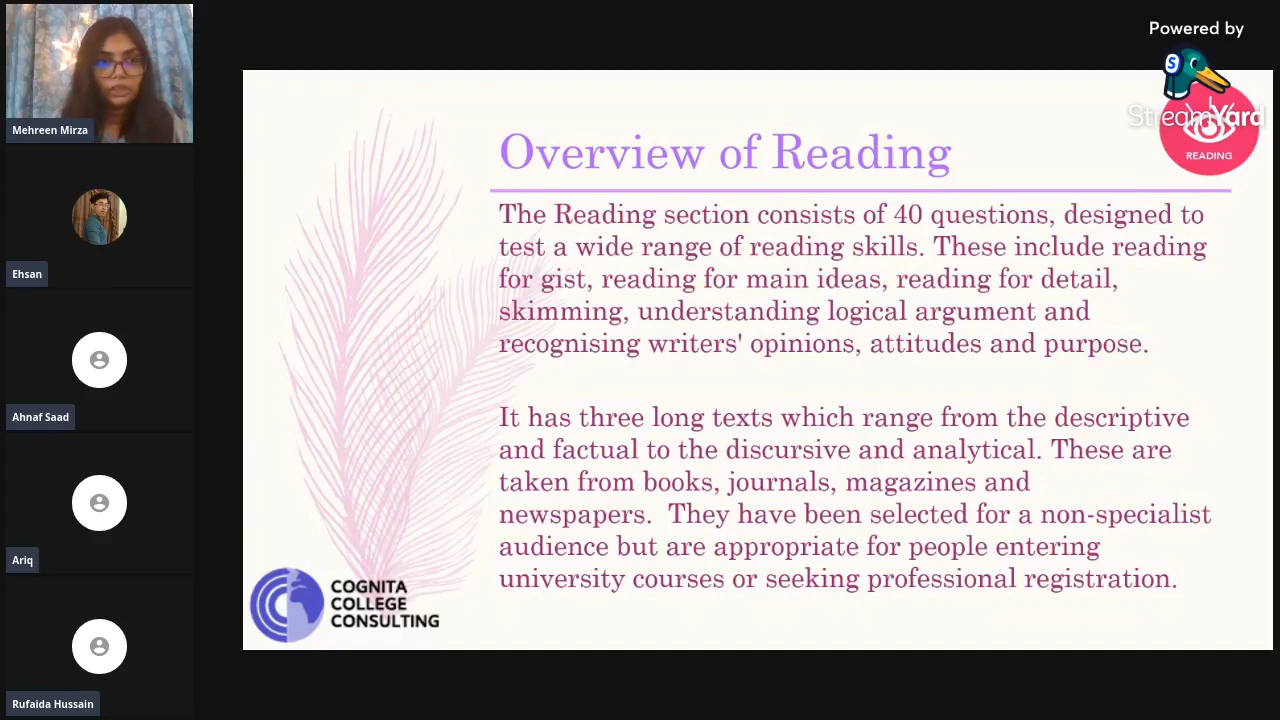 Powered by
StreamYard
READING
Mehreen Mirza
Ehsan
Ahnaf Saad
Ariq
Rufaida Hussain
Overview of Reading
The Reading section consists of 40 questions, designed to
test a wide range of reading skills. These include reading
for gist, reading for main ideas, reading for detail,
skimming, understanding logical argument and
recognising writers' opinions, attitudes and purpose.
It has three long texts which range from the descriptive
and factual to the discursive and analytical. These are
taken from books, journals, magazines and
newspapers.  They have been selected for a non-specialist
audience but are appropriate for people entering
university courses or seeking professional registration.
COGNITA
COLLEGE
CONSULTING